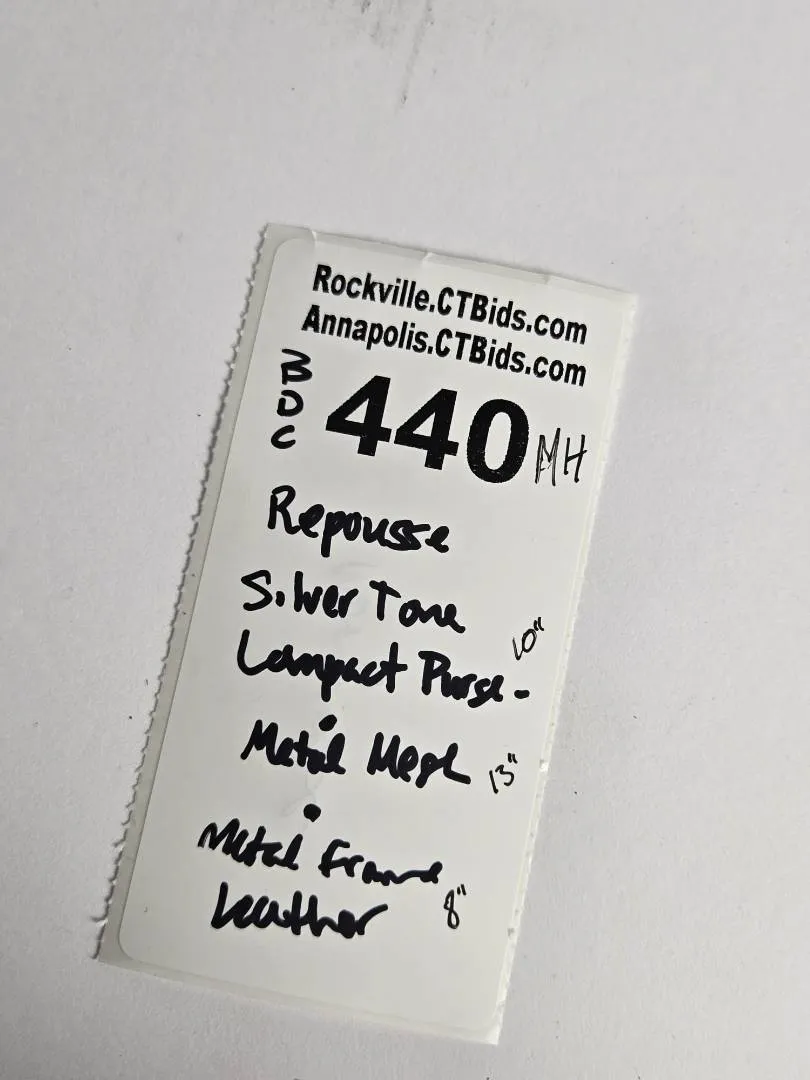 Rockville.CTBids.com
Annapolis.CTBids.com
BDC 440 MH
Repousse
Silver Tone
Compact Purse - 10"
• Metal Mesh 13"
• Metal Frame
Leather 8"